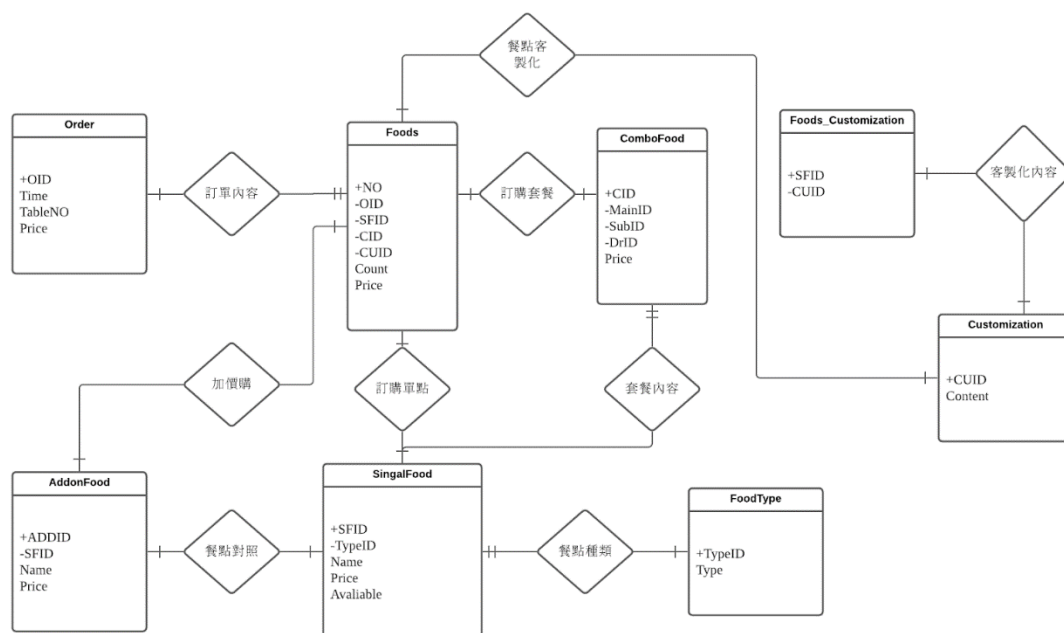 餐點客
製化
Order
+OID
Time
TableNO
Price
訂單內容
Foods
+NO
-OID
-SFID
-CID
-CUID
Count
Price
訂購套餐
ComboFood
+CID
-MainID
-SubID
-DrID
Price
Foods_Customization
+SFID
-CUID
客製化內容
Customization
+CUID
Content
加價購
訂購單點
套餐內容
AddonFood
+ADDID
-SFID
Name
Price
餐點對照
SingalFood
+SFID
-TypeID
Name
Price
Avaliable
餐點種類
FoodType
+TypeID
Type